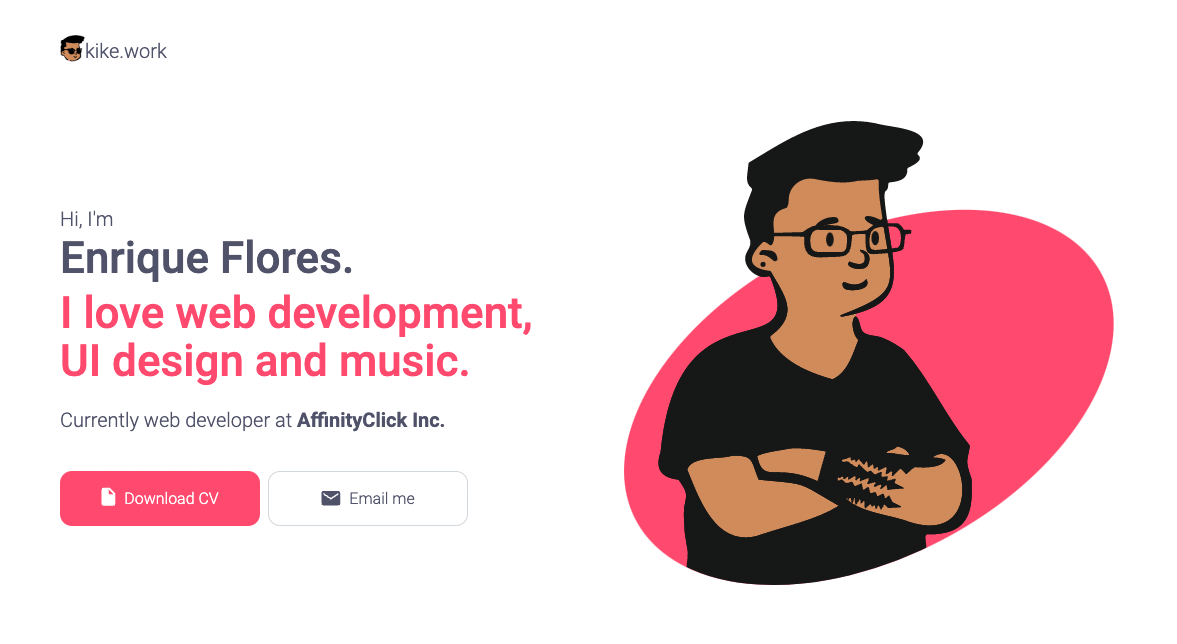 kike.work
Hi, I'm
Enrique Flores.
I love web development,
UI design and music.
Currently web developer at AffinityClick Inc.
Download CV
Email me